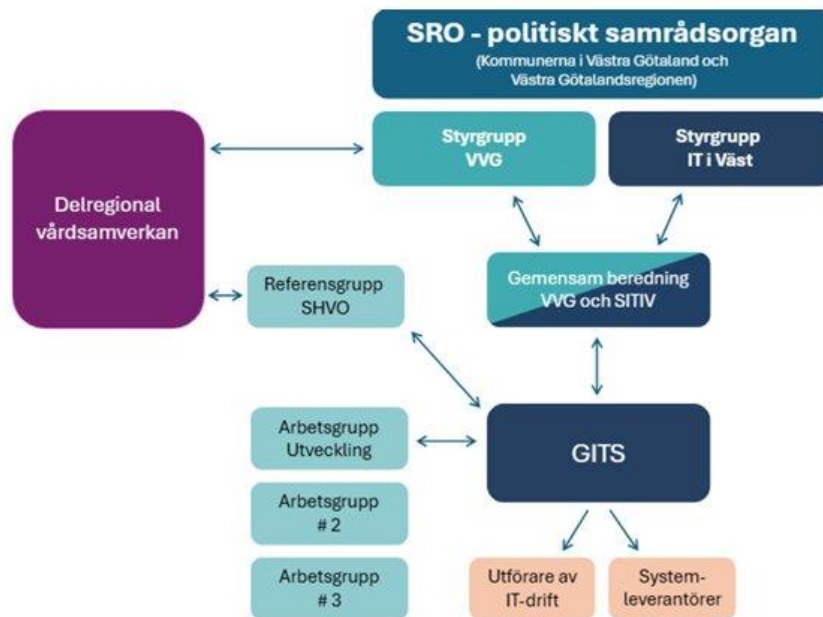 SRO - politiskt samrådsorgan
(Kommunerna i Västra Götaland och
Västra Götalandsregionen)
Styrgrupp
VVG
Styrgrupp
IT i Väst
Delregional
vårdsamverkan
Referensgrupp
SHVO
Gemensam beredning
VVG och SITIV
Arbetsgrupp
Utveckling
GITS
Arbetsgrupp
# 2
Arbetsgrupp
# 3
Utförare av
IT-drift
System-
leverantörer